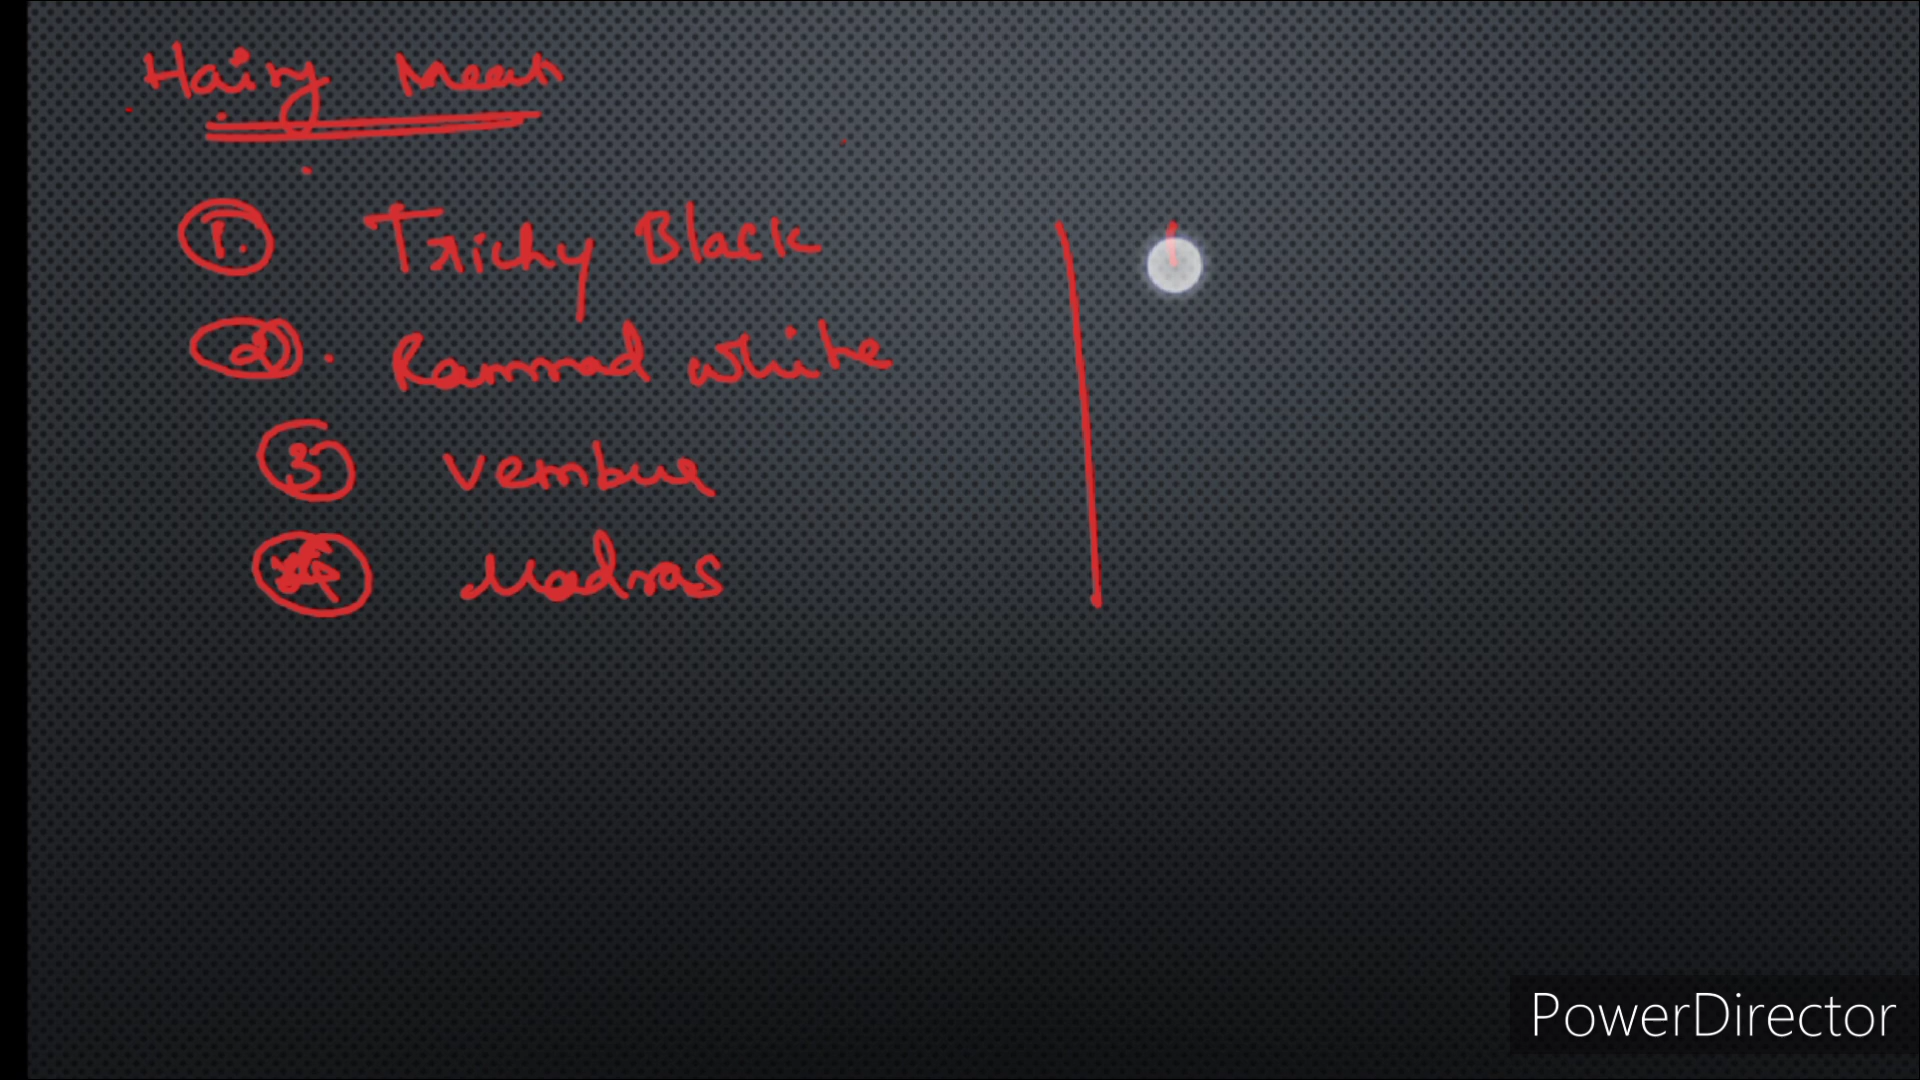 Hairy Meat
1. Trichy Black
2. Ramnad white
3 Vembur
Madras
PowerDirector